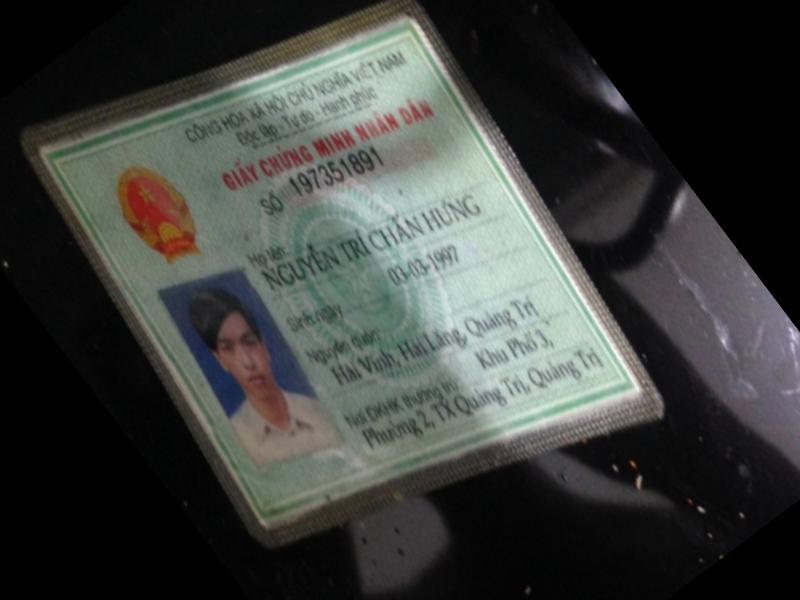 CỘNG HÒA XÃ HỘI CHỦ NGHĨA VIỆT NAM
Độc lập - Tự do - Hạnh phúc
GIẤY CHỨNG MINH NHÂN DÂN
SỐ 197351891
Họ tên
NGUYỄN TRÍ CHẤN HƯNG
03-03-1997
Sinh ngày
Nguyên quán
Hải Vĩnh, Hải Lăng, Quảng Trị
Nơi ĐKHK thường trú Khu Phố 3,
Phường 2, TX Quảng Trị, Quảng Trị